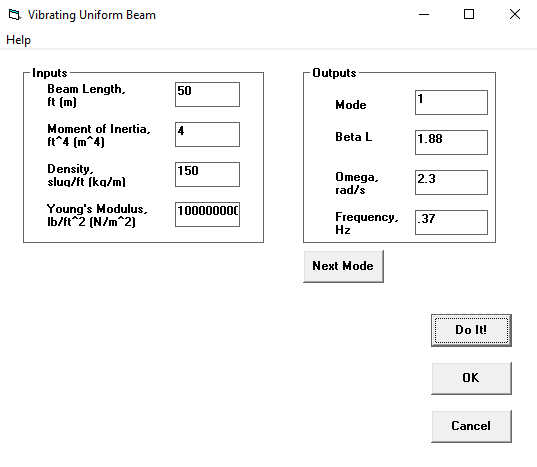 Vibrating Uniform Beam
Help
Inputs
Beam Length,
ft (m)
50
Moment of Inertia,
ft^4 (m^4)
4
Density,
slug/ft (kg/m)
150
Young's Modulus,
lb/ft^2 (N/m^2)
100000000
Outputs
Mode
1
Beta L
1.88
Omega,
rad/s
2.3
Frequency,
Hz
.37
Next Mode
Do It!
OK
Cancel